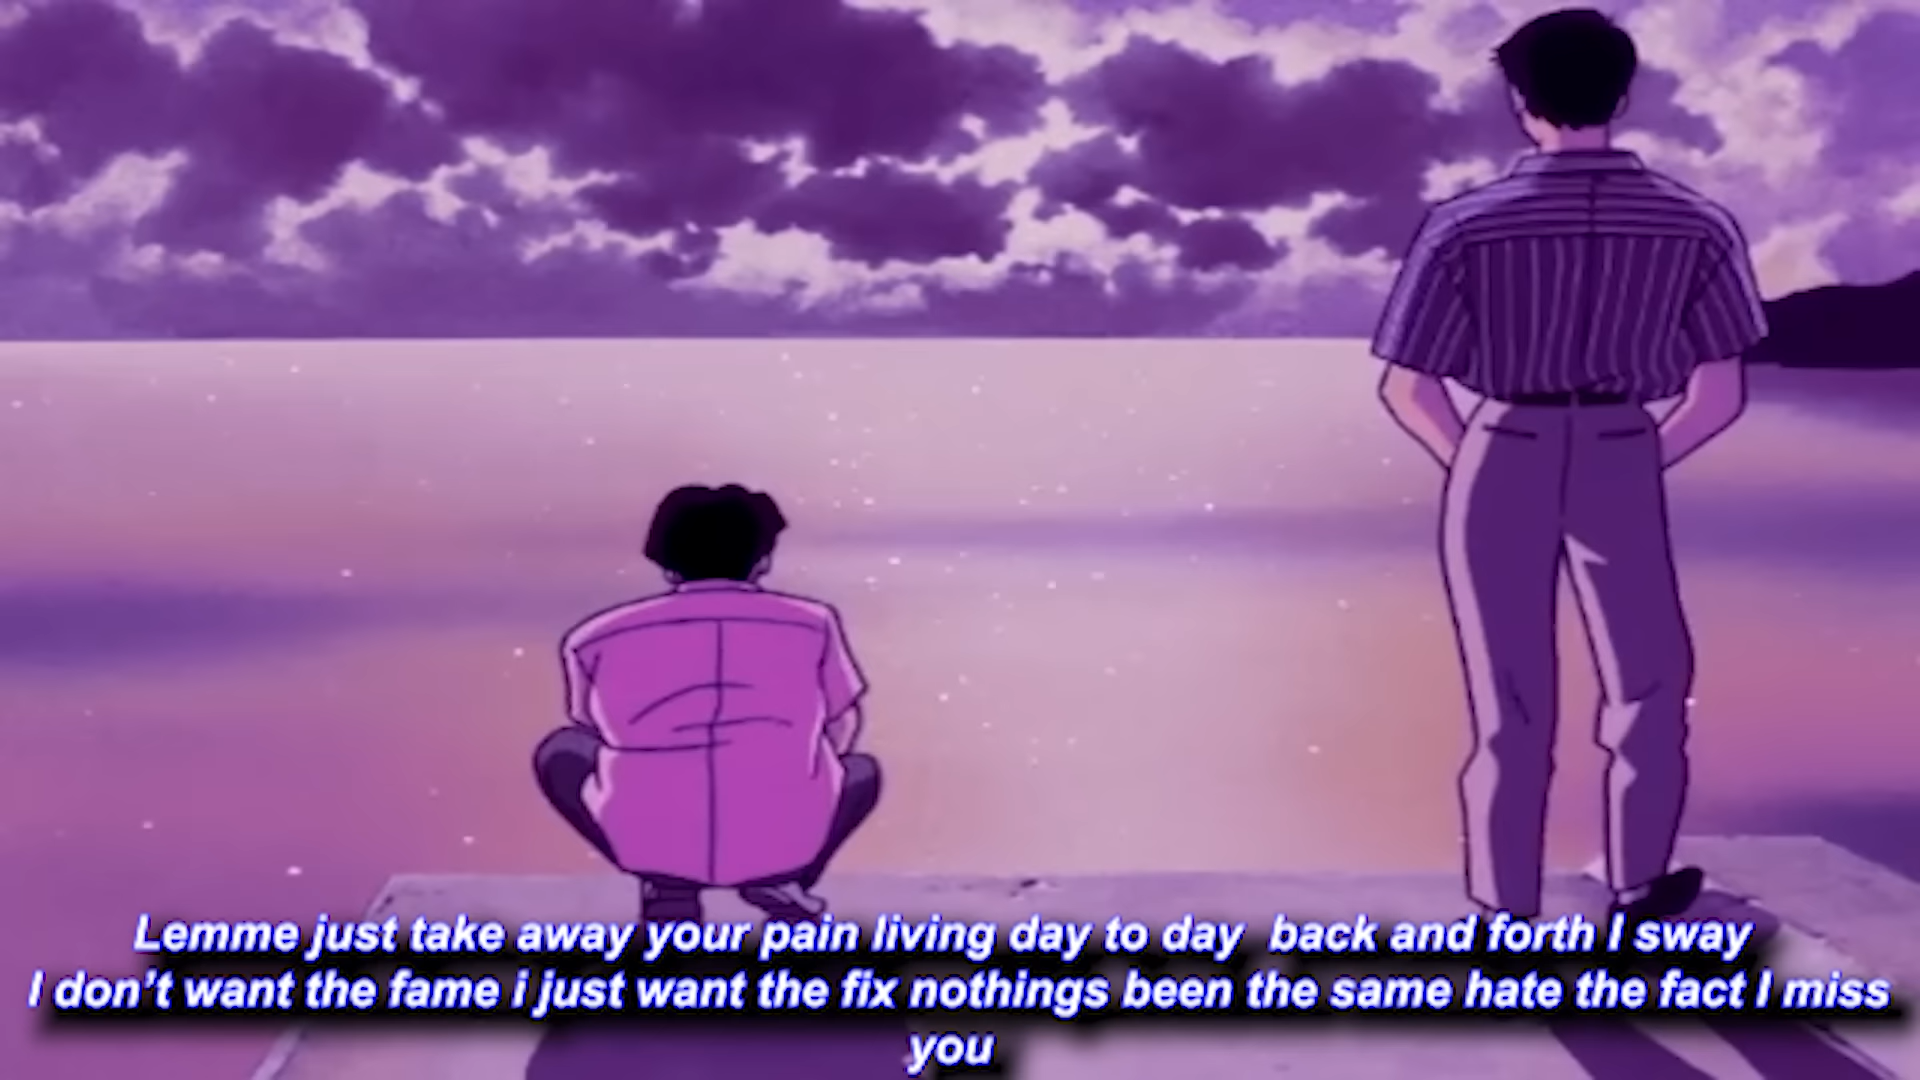 Lemme just take away your pain living day to day  back and forth I sway
I don’t want the fame i just want the fix nothings been the same hate the fact I miss
you